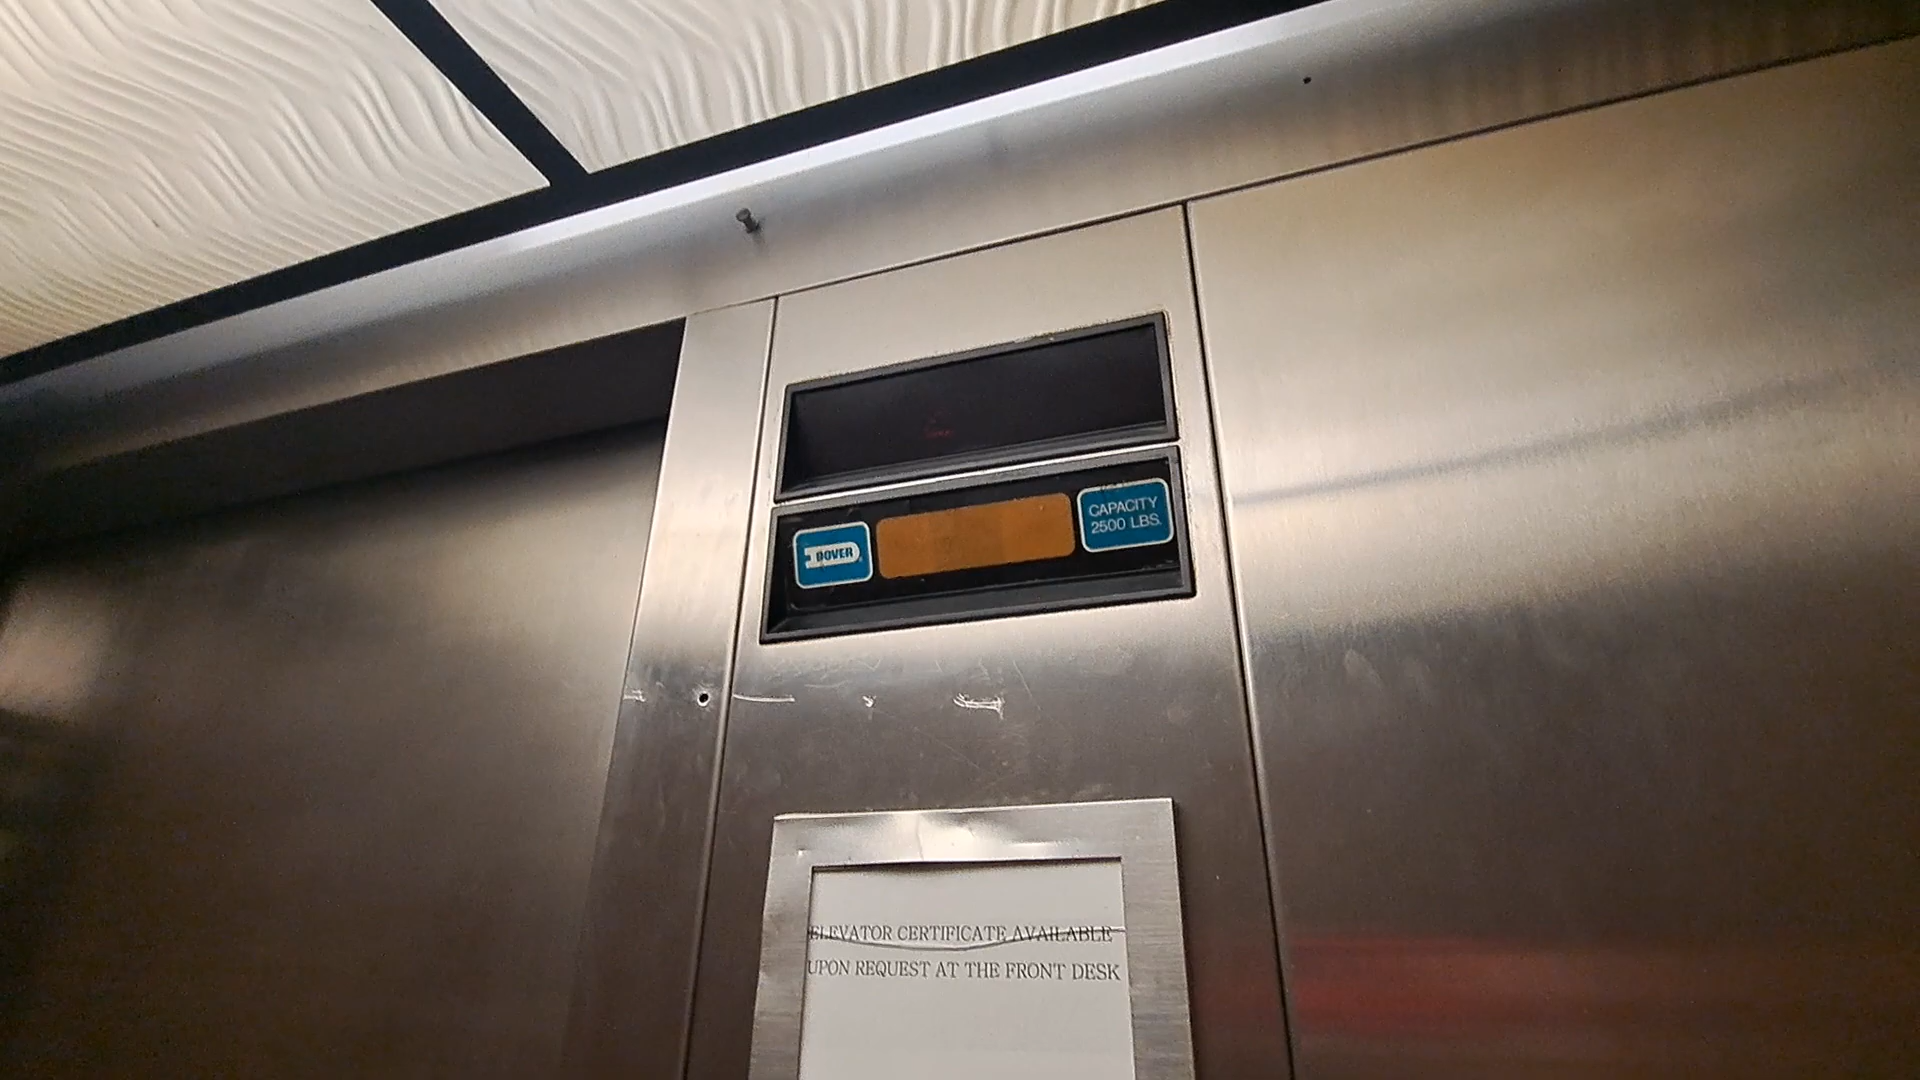 DOVER
CAPACITY
2500 LBS.
ELEVATOR CERTIFICATE AVAILABLE
UPON REQUEST AT THE FRONT DESK